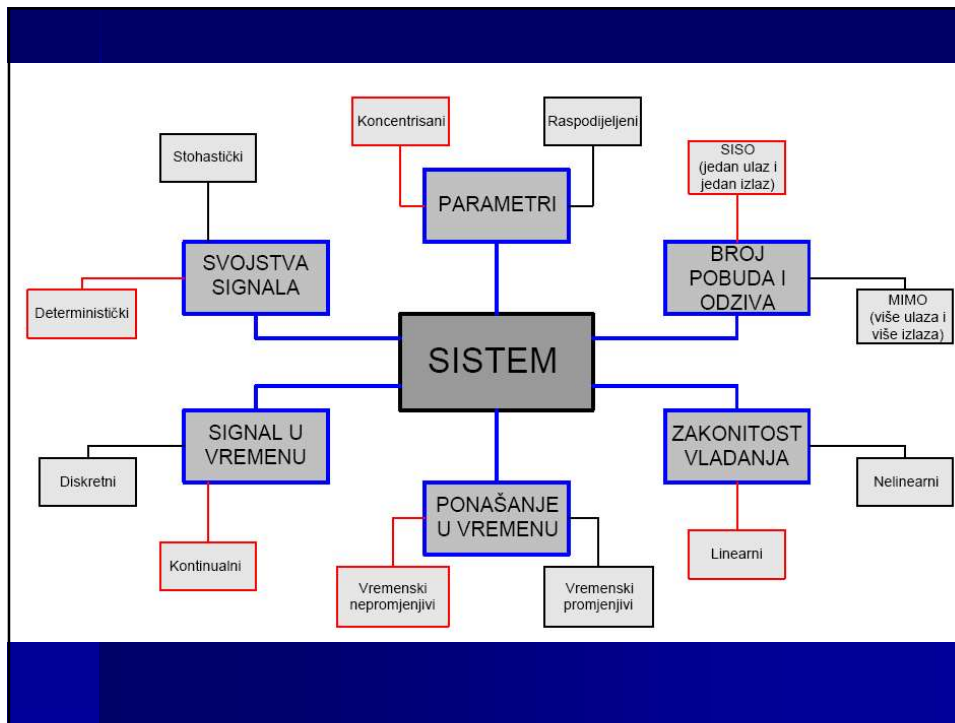 Koncentrisani
Raspodijeljeni
Stohastički
SISO
(jedan ulaz i
jedan izlaz)
PARAMETRI
SVOJSTVA
SIGNALA
BROJ
POBUDA I
ODZIVA
Deterministički
MIMO
(više ulaza i
više izlaza)
SISTEM
SIGNAL U
VREMENU
ZAKONITOST
VLADANJA
Diskretni
Nelinearni
PONAŠANJE
U VREMENU
Kontinualni
Linearni
Vremenski
nepromjenjivi
Vremenski
promjenjivi